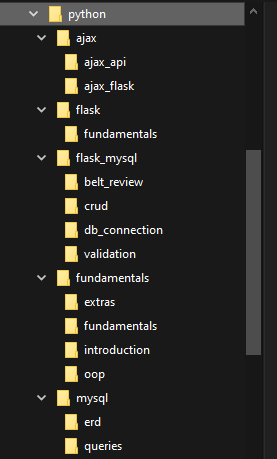 python
ajax
ajax_api
ajax_flask
flask
fundamentals
flask_mysql
belt_review
crud
db_connection
validation
fundamentals
extras
fundamentals
introduction
oop
mysql
erd
queries